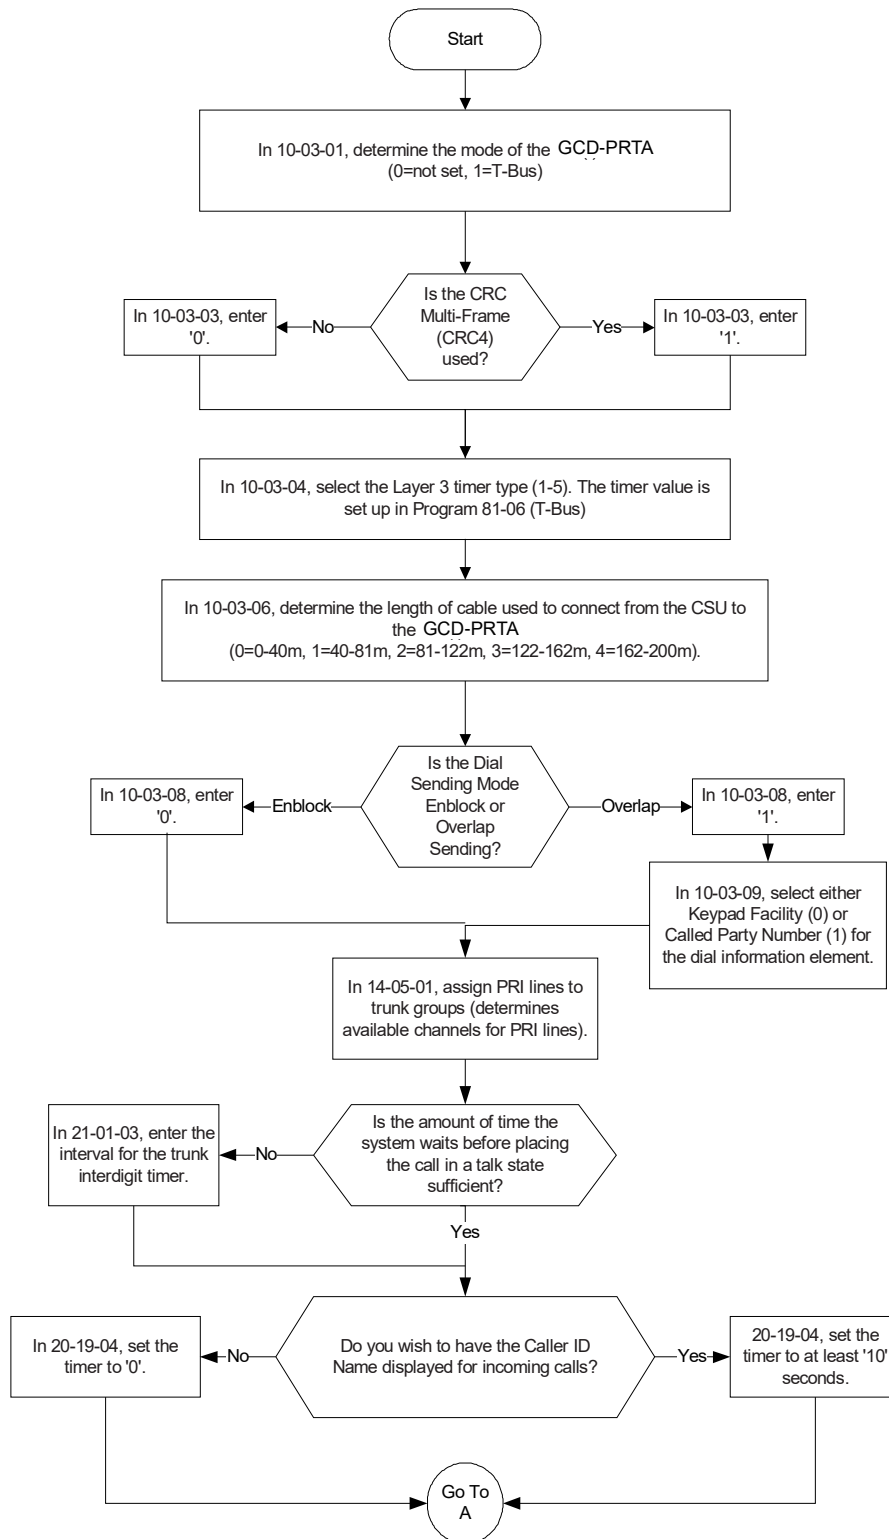 Start
In 10-03-01, determine the mode of the GCD-PRTA
(0=not set, 1=T-Bus)
Is the CRC
Multi-Frame
(CRC4)
used?
No
Yes
In 10-03-03, enter
'0'.
In 10-03-03, enter
'1'.
In 10-03-04, select the Layer 3 timer type (1-5). The timer value is
set up in Program 81-06 (T-Bus)
In 10-03-06, determine the length of cable used to connect from the CSU to
the GCD-PRTA
(0=0-40m, 1=40-81m, 2=81-122m, 3=122-162m, 4=162-200m).
Is the Dial
Sending Mode
Enblock or
Overlap
Sending?
Enblock
Overlap
In 10-03-08, enter
'0'.
In 10-03-08, enter
'1'.
In 10-03-09, select either
Keypad Facility (0) or
Called Party Number (1) for
the dial information element.
In 14-05-01, assign PRI lines to
trunk groups (determines
available channels for PRI lines).
Is the amount of time the
system waits before placing
the call in a talk state
sufficient?
No
In 21-01-03, enter the
interval for the trunk
interdigit timer.
Yes
Do you wish to have the Caller ID
Name displayed for incoming calls?
No
Yes
In 20-19-04, set the
timer to '0'.
20-19-04, set the
timer to at least '10'
seconds.
Go To
A